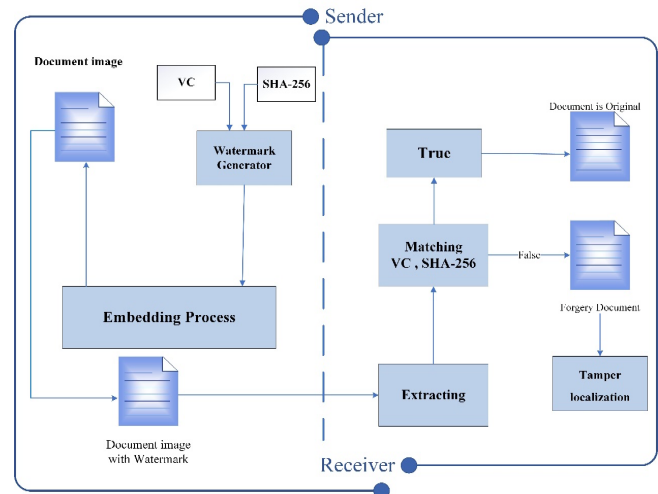 Sender
Document image
VC
SHA-256
Watermark
Generator
Embedding Process
Document image
with Watermark
Document is Original
True
Matching
VC , SHA-256
False
Forgery Document
Extracting
Tamper
localization
Receiver